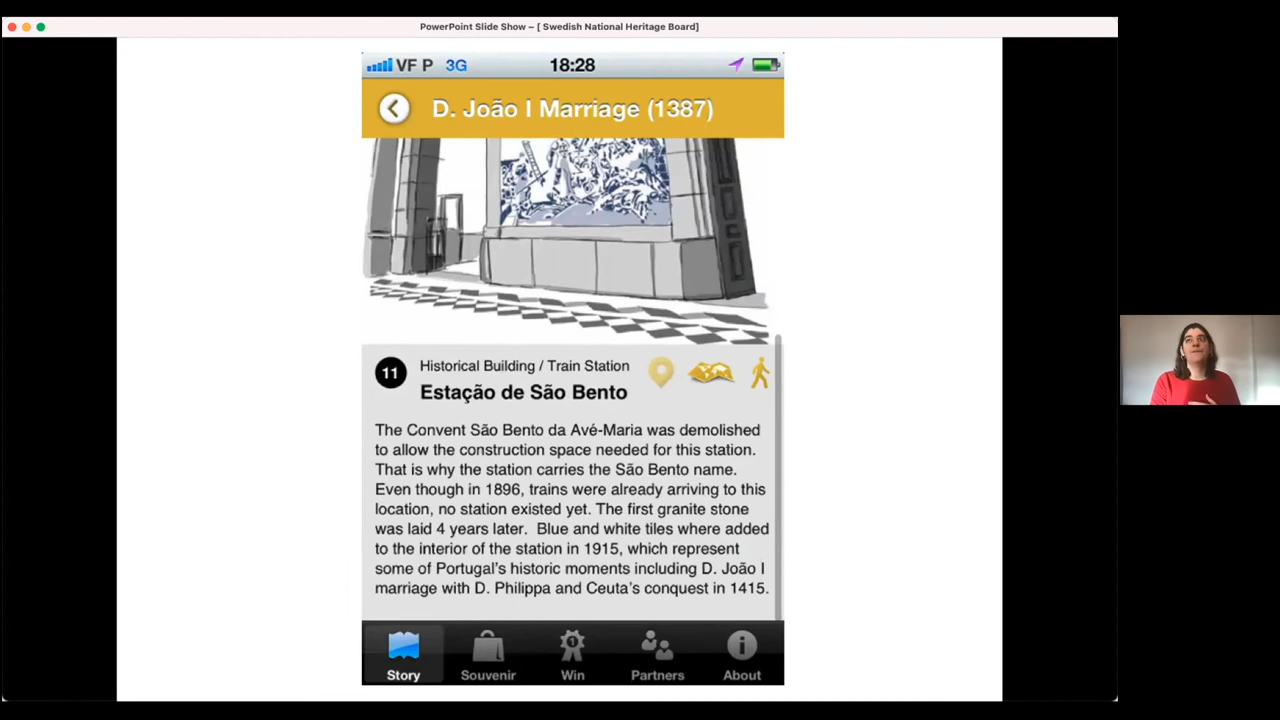 PowerPoint Slide Show – [ Swedish National Heritage Board]
VF P 3G 18:28
D. João I Marriage (1387)
11
Historical Building / Train Station
Estação de São Bento
The Convent São Bento da Avé-Maria was demolished
to allow the construction space needed for this station.
That is why the station carries the São Bento name.
Even though in 1896, trains were already arriving to this
location, no station existed yet. The first granite stone
was laid 4 years later. Blue and white tiles where added
to the interior of the station in 1915, which represent
some of Portugal's historic moments including D. João I
marriage with D. Philippa and Ceuta's conquest in 1415.
1
Story Souvenir Win Partners About